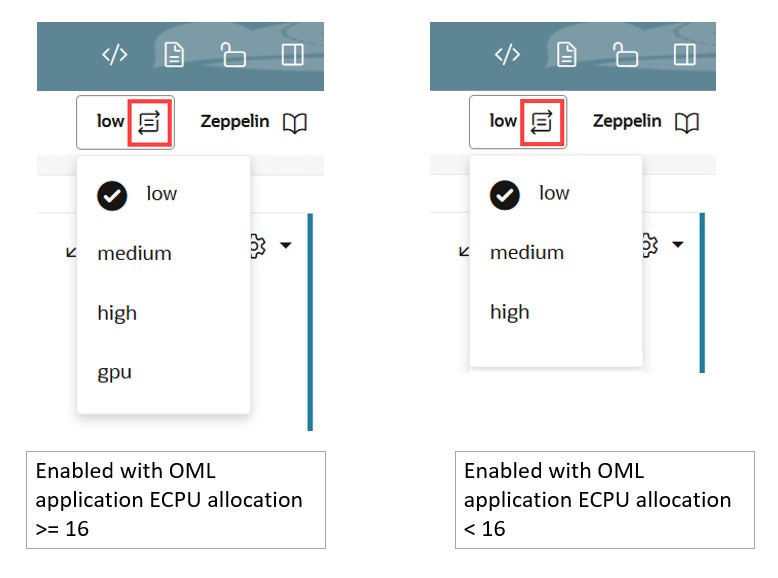 low Zeppelin
low
medium
high
gpu
Enabled with OML
application ECPU allocation
>= 16
low Zeppelin
low
medium
high
Enabled with OML
application ECPU allocation
< 16